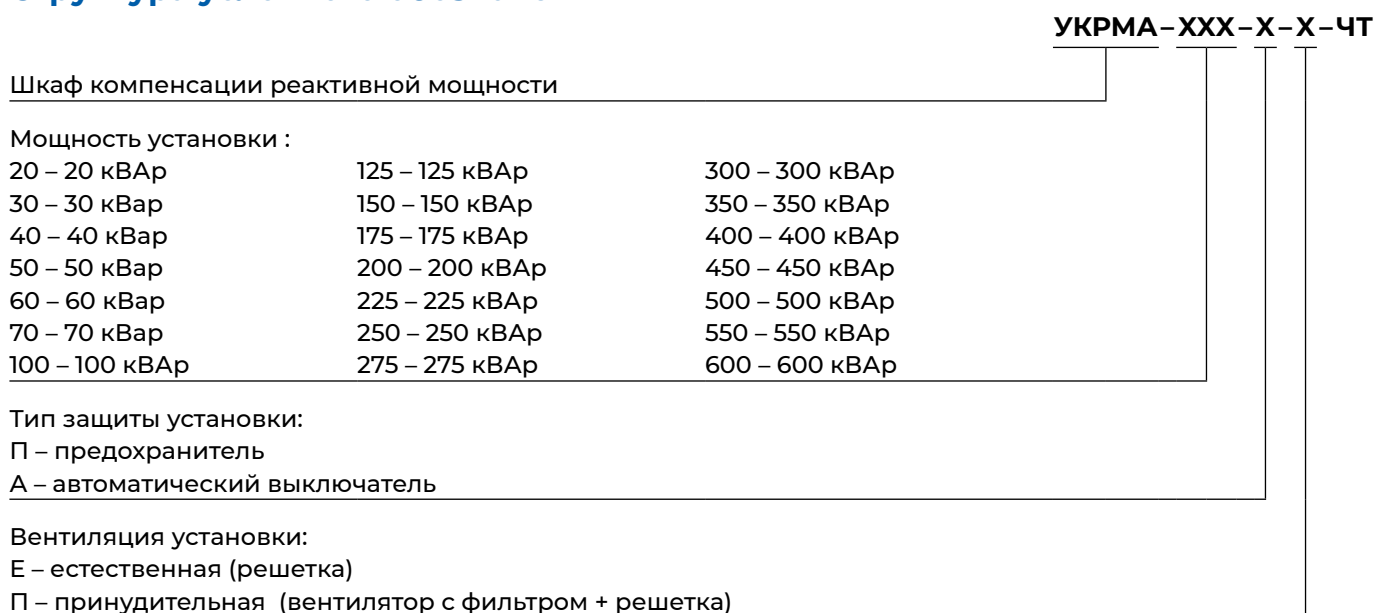 УКРМА–ХХХ–Х–Х–ЧТ
Шкаф компенсации реактивной мощности
Мощность установки :
20 – 20 кВАр 125 – 125 кВАр 300 – 300 кВАр
30 – 30 кВар 150 – 150 кВАр 350 – 350 кВАр
40 – 40 кВар 175 – 175 кВАр 400 – 400 кВАр
50 – 50 кВар 200 – 200 кВАр 450 – 450 кВАр
60 – 60 кВар 225 – 225 кВАр 500 – 500 кВАр
70 – 70 кВар 250 – 250 кВАр 550 – 550 кВАр
100 – 100 кВАр 275 – 275 кВАр 600 – 600 кВАр
Тип защиты установки:
П – предохранитель
А – автоматический выключатель
Вентиляция установки:
Е – естественная (решетка)
П – принудительная (вентилятор с фильтром + решетка)